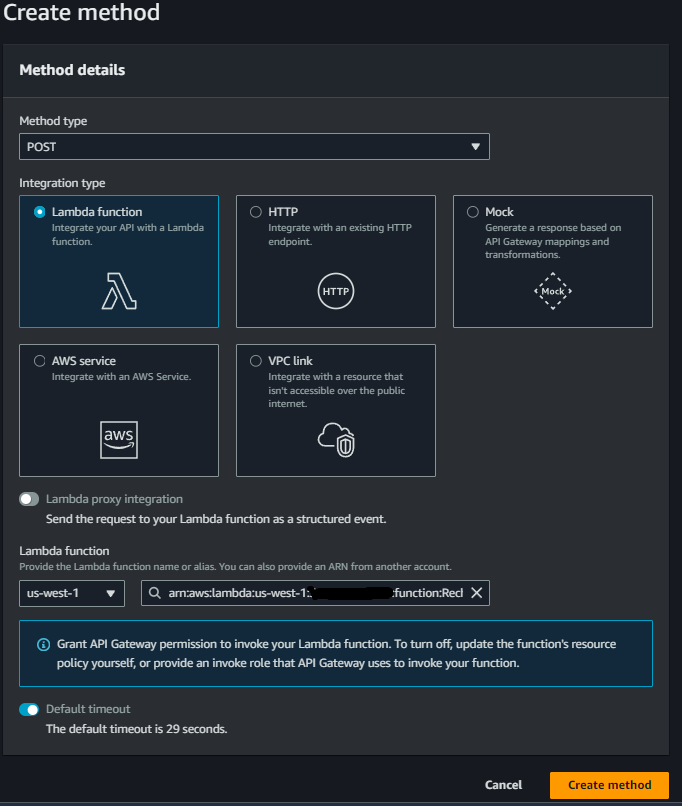 Create method
Method details
Method type
POST
Integration type
Lambda function
Integrate your API with a Lambda
function.
HTTP
Integrate with an existing HTTP
endpoint.
HTTP
Mock
Generate a response based on
API Gateway mappings and
transformations.
Mock
AWS service
Integrate with an AWS Service.
aws
VPC link
Integrate with a resource that
isn't accessible over the public
internet.
Lambda proxy integration
Send the request to your Lambda function as a structured event.
Lambda function
Provide the Lambda function name or alias. You can also provide an ARN from another account.
us-west-1
arn:aws:lambda:us-west-1: :function:Recl
Grant API Gateway permission to invoke your Lambda function. To turn off, update the function's resource
policy yourself, or provide an invoke role that API Gateway uses to invoke your function.
Default timeout
The default timeout is 29 seconds.
Cancel
Create method